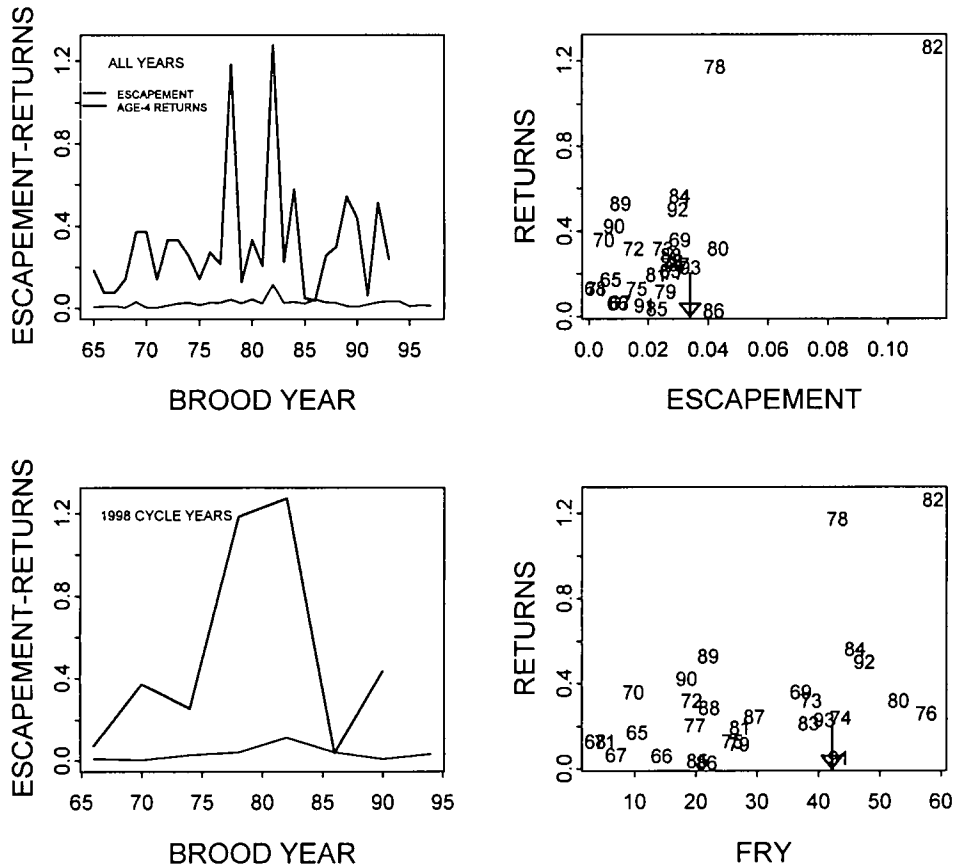 ESCAPEMENT-RETURNS
ALL YEARS
ESCAPEMENT
AGE-4 RETURNS
1.2
0.8
0.4
0.0
65 70 75 80 85 90 95
BROOD YEAR
RETURNS
1.2
0.8
0.4
0.0
82
78
84
89
92
90
70 69
72 73 80
93
65 81
75 79
91 85 86
0.0 0.02 0.04 0.06 0.08 0.10
ESCAPEMENT
ESCAPEMENT-RETURNS
1998 CYCLE YEARS
1.2
0.8
0.4
0.0
65 70 75 80 85 90 95
BROOD YEAR
RETURNS
1.2
0.8
0.4
0.0
82
78
84
89 92
90
70 69
72 73 80
88 76
87 74
77 83 93
65 81
79
67 66
10 20 30 40 50 60
FRY